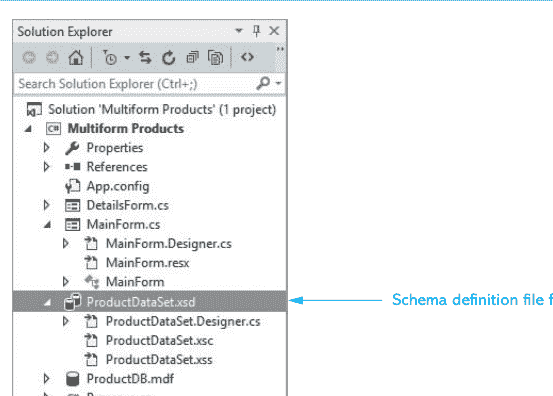 Solution Explorer
Search Solution Explorer (Ctrl+;)
Solution 'Multiform Products' (1 project)
C# Multiform Products
Properties
References
App.config
DetailsForm.cs
MainForm.cs
MainForm.Designer.cs
MainForm.resx
MainForm
ProductDataSet.xsd
Schema definition file f
ProductDataSet.Designer.cs
ProductDataSet.xsc
ProductDataSet.xss
ProductDB.mdf